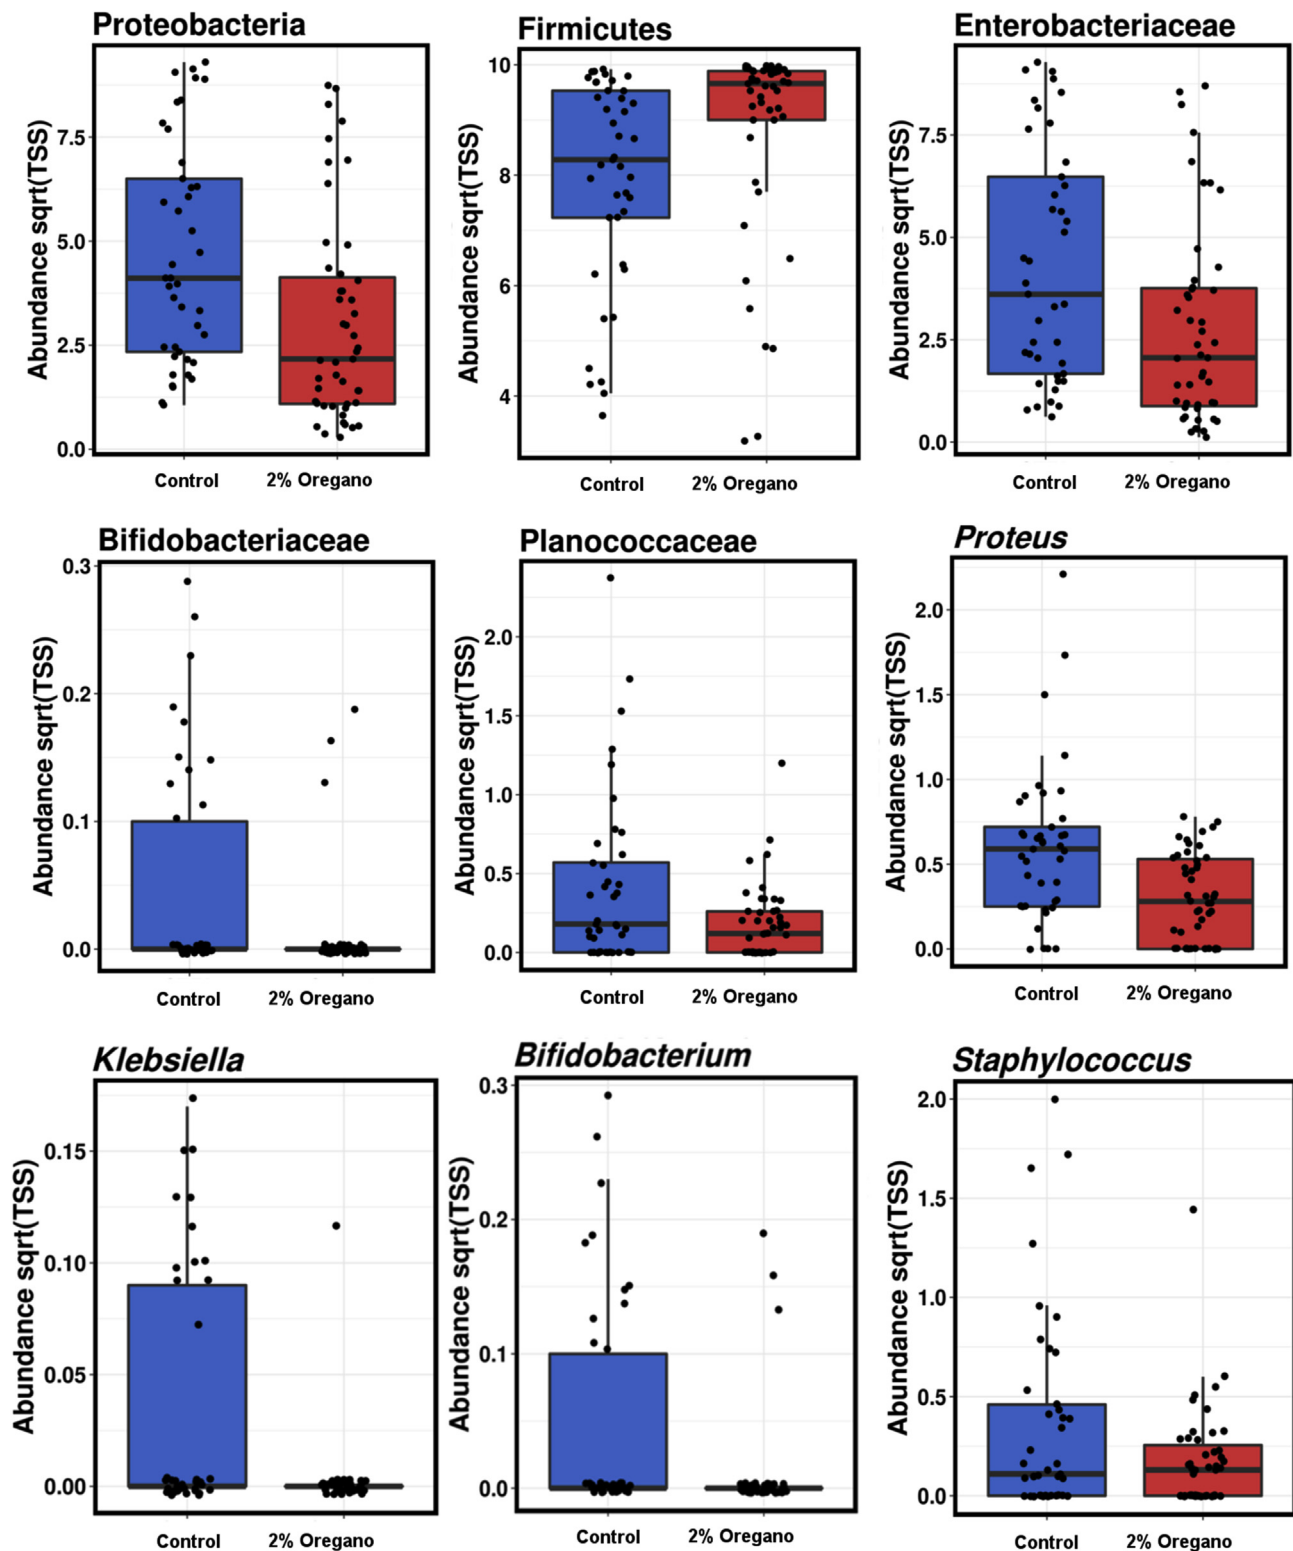 Proteobacteria
Abundance sqrt(TSS)
7.5
5.0
2.5
0.0
Control
2% Oregano
Firmicutes
Abundance sqrt(TSS)
10
8
6
4
Control
2% Oregano
Enterobacteriaceae
Abundance sqrt(TSS)
7.5
5.0
2.5
0.0
Control
2% Oregano
Bifidobacteriaceae
Abundance sqrt(TSS)
0.3
0.2
0.1
0.0
Control
2% Oregano
Planococcaceae
Abundance sqrt(TSS)
2.0
1.5
1.0
0.5
0.0
Control
2% Oregano
Proteus
Abundance sqrt(TSS)
2.0
1.5
1.0
0.5
0.0
Control
2% Oregano
Klebsiella
Abundance sqrt(TSS)
0.15
0.10
0.05
0.00
Control
2% Oregano
Bifidobacterium
Abundance sqrt(TSS)
0.3
0.2
0.1
0.0
Control
2% Oregano
Staphylococcus
Abundance sqrt(TSS)
2.0
1.5
1.0
0.5
0.0
Control
2% Oregano